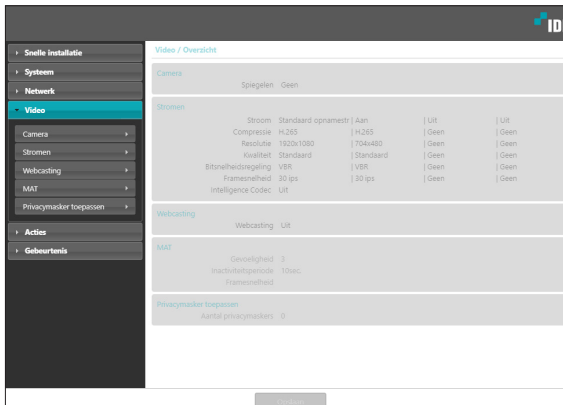 ID
Snelle installatie
Systeem
Netwerk
Video
Camera
Stromen
Webcasting
MAT
Privacymasker toepassen
Acties
Gebeurtenis
Video / Overzicht
Camera
Spiegelen Geen
Stromen
Stroom Standaard opnamestr | Aan | Uit | Uit
Compressie H.265 | H.265 | Geen | Geen
Resolutie 1920x1080 | 704x480 | Geen | Geen
Kwaliteit Standaard | Standaard | Geen | Geen
Bitsnelheidsregeling VBR | VBR | Geen | Geen
Framesnelheid 30 ips | 30 ips | Geen | Geen
Intelligence Codec Uit
Webcasting
Webcasting Uit
MAT
Gevoeligheid 3
Inactiviteitsperiode 10sec.
Framesnelheid
Privacymasker toepassen
Aantal privacymaskers 0